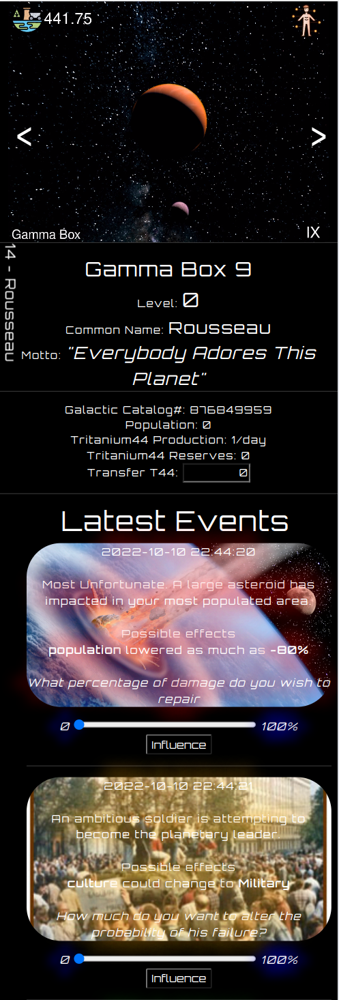 441.75
<
>
Gamma Box
IX
14 - Rousseau
Gamma Box 9
Level: 0
Common Name: Rousseau
Motto: "Everybody Adores This
Planet"
Galactic Catalog#: 876849959
Population: 0
Tritanium44 Production: 1/day
Tritanium44 Reserves: 0
Transfer T44: 0
Latest Events
2022-10-10 22:44:20
Most Unfortunate. A large asteroid has
impacted in your most populated area.
Possible effects
population lowered as much as -80%
What percentage of damage do you wish to
repair
0 100%
Influence
2022-10-10 22:44:21
An ambitious soldier is attempting to
become the planetary leader.
Possible effects
culture could change to Military
How much do you want to alter the
probability of his failure?
0 100%
Influence